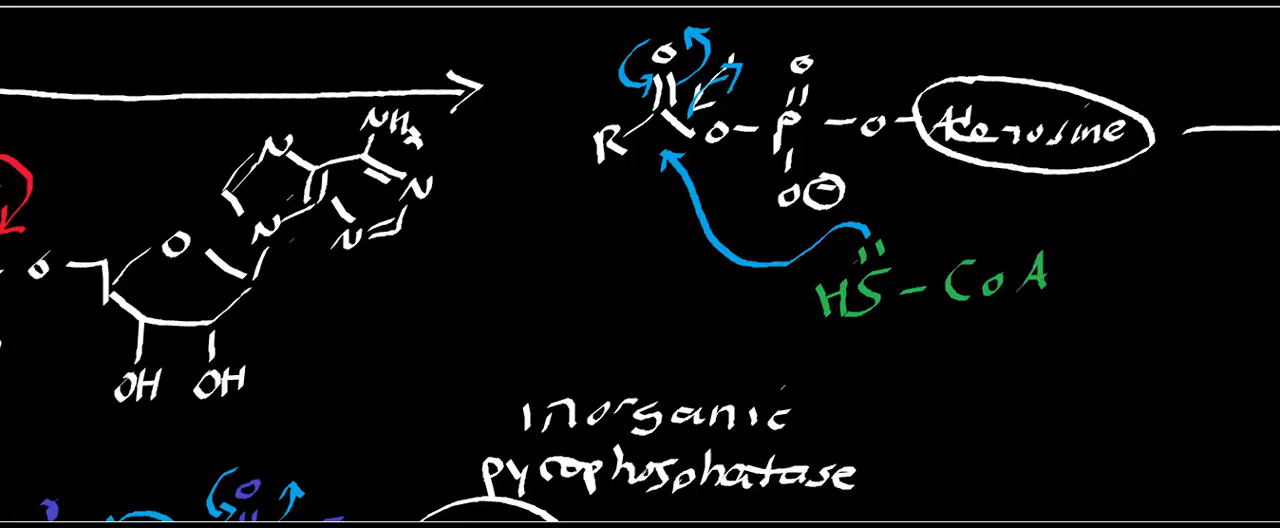 O
O
NH2
N
R
O
P
O
Adenosine
N
N
N
O
O
O⊖
HS-CoA
OH OH
inorganic
pyrophosphatase
O